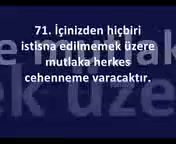 71. İçinizden hiçbiri
istisna edilmemek üzere
mutlaka herkes
cehenneme varacaktır.